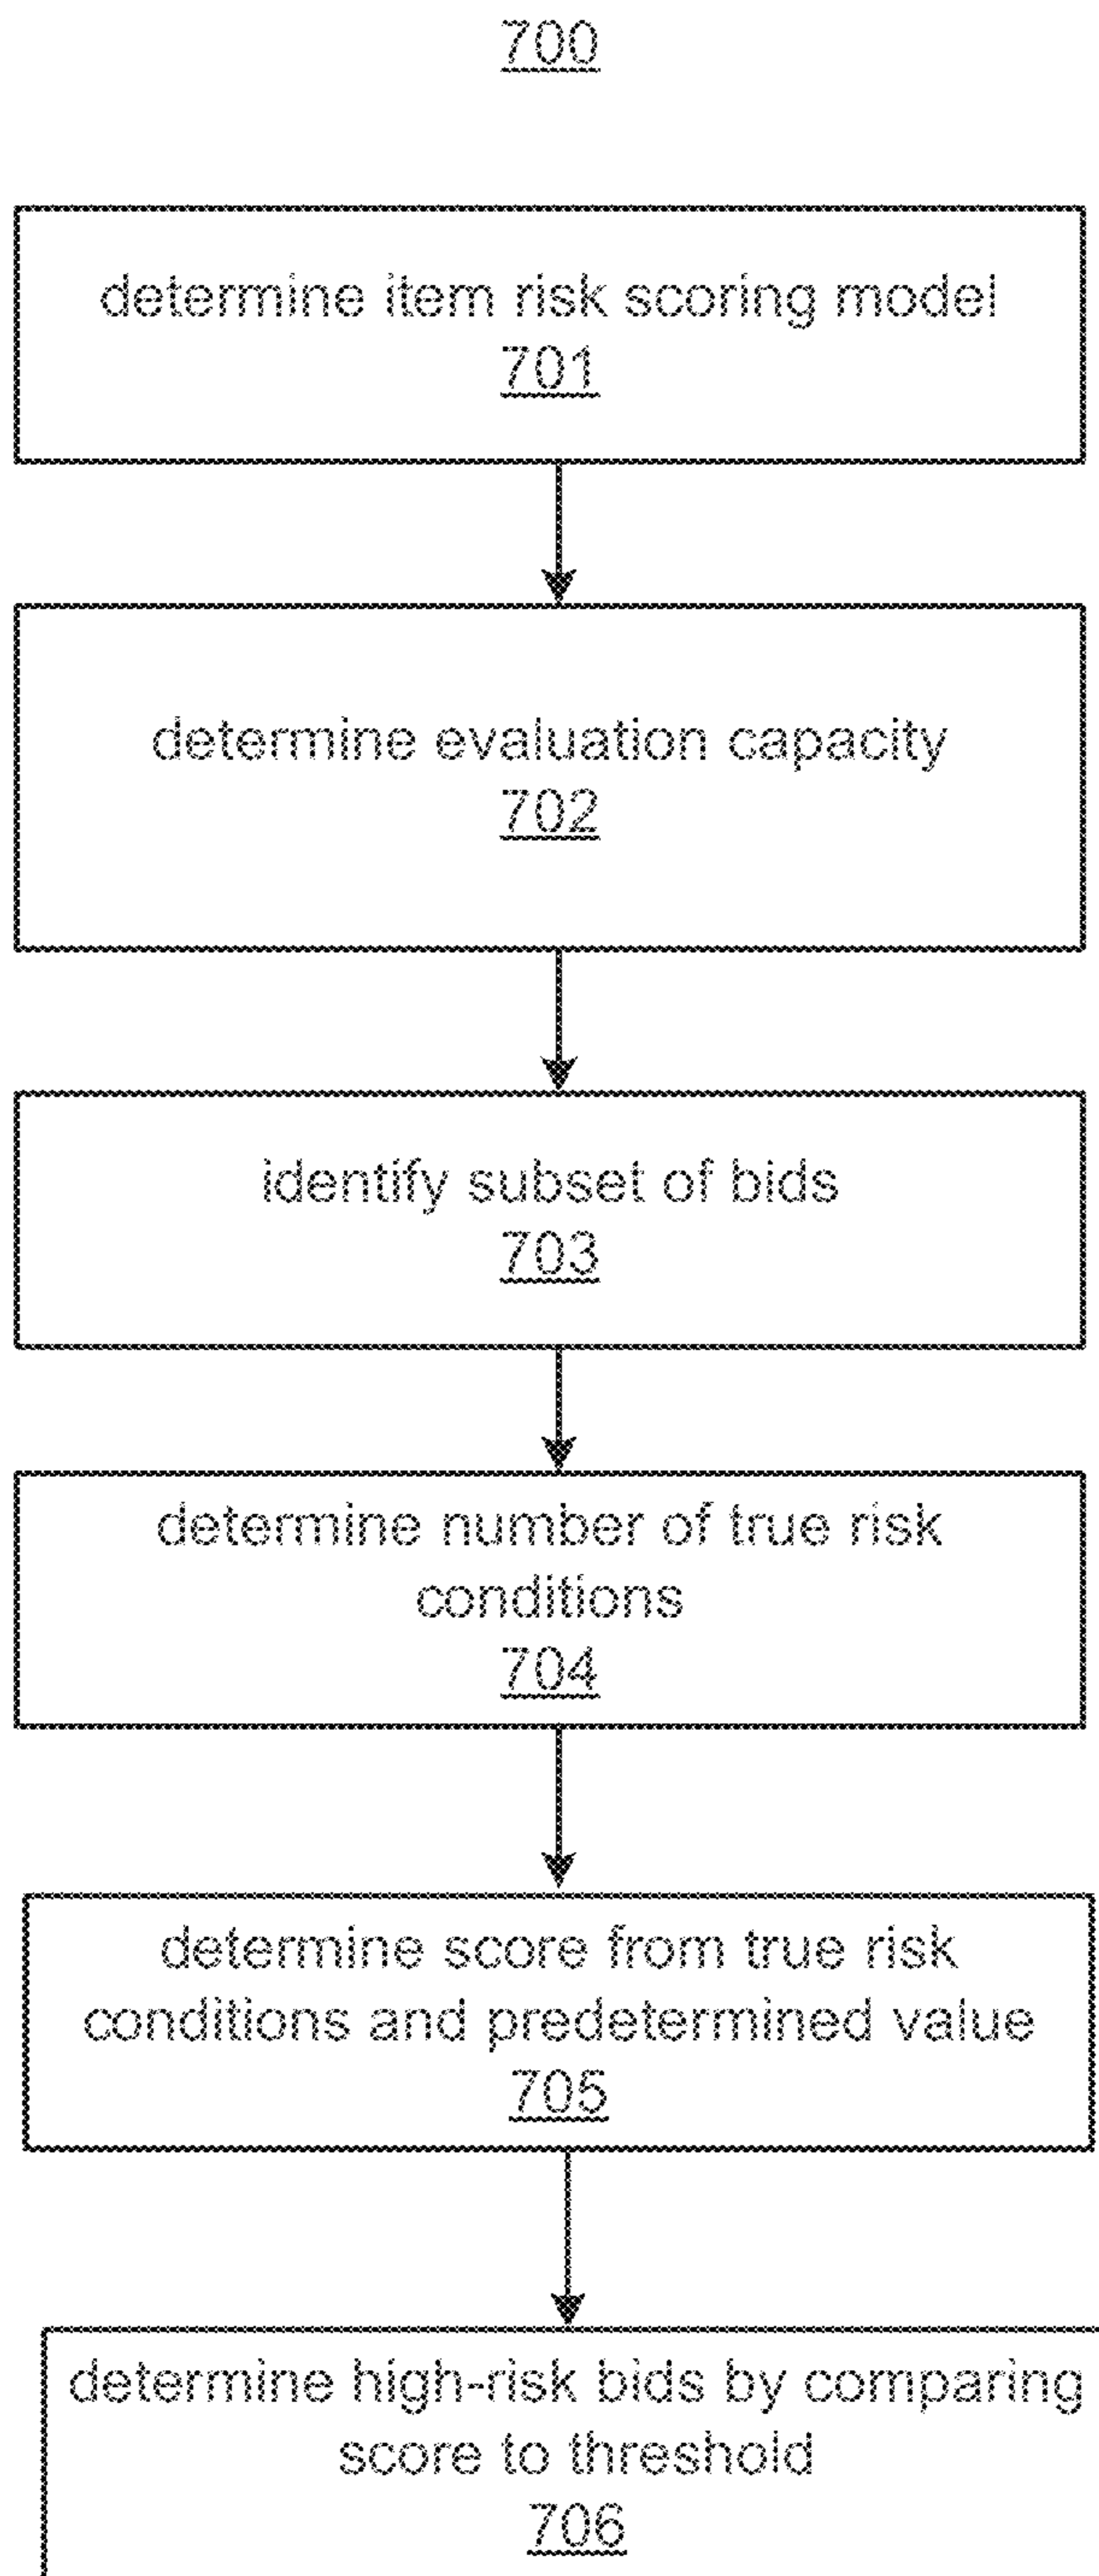 700
determine item risk scoring model
701
determine evaluation capacity
702
identify subset of bids
703
determine number of true risk
conditions
704
determine score from true risk
conditions and predetermined value
705
determine high-risk bids by comparing
score to threshold
706